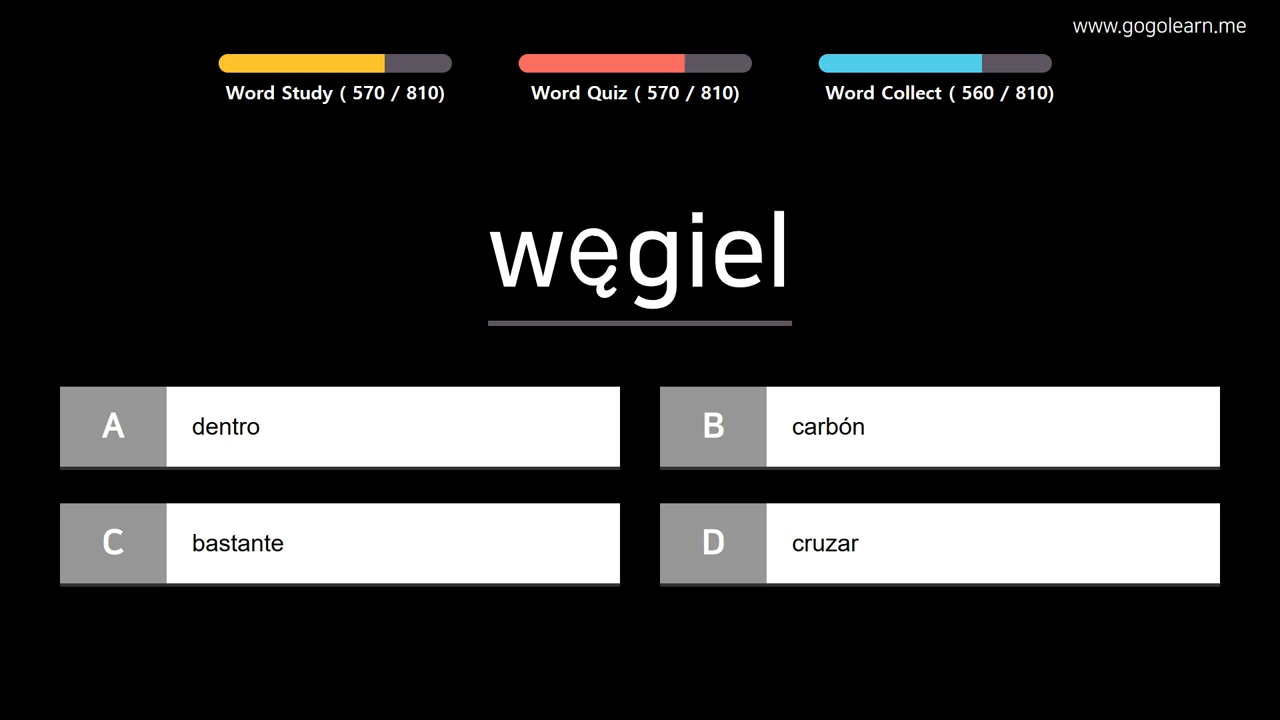 www.gogolearn.me
Word Study ( 570 / 810)
Word Quiz ( 570 / 810)
Word Collect ( 560 / 810)
węgiel
A
dentro
B
carbón
C
bastante
D
cruzar